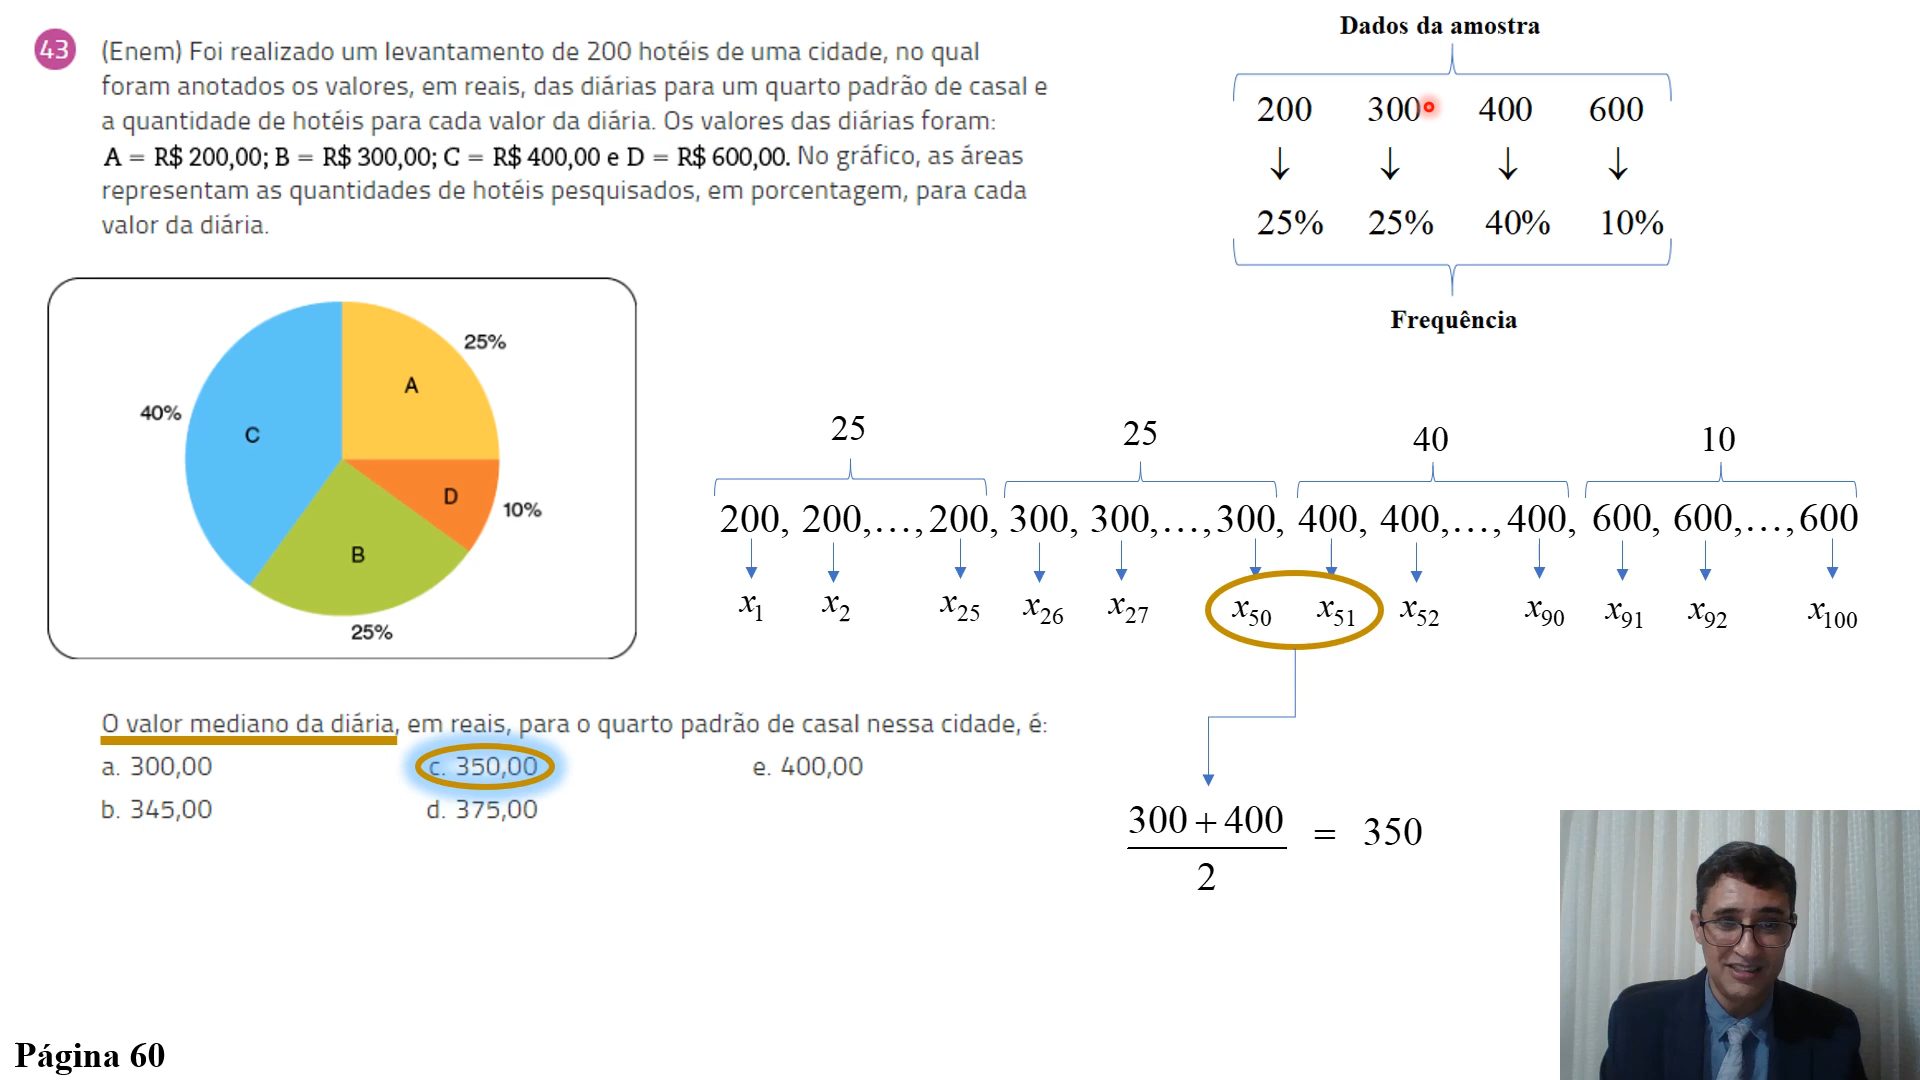 43
(Enem) Foi realizado um levantamento de 200 hotéis de uma cidade, no qual
foram anotados os valores, em reais, das diárias para um quarto padrão de casal e
a quantidade de hotéis para cada valor da diária. Os valores das diárias foram:
A = R$ 200,00; B = R$ 300,00; C = R$ 400,00 e D = R$ 600,00. No gráfico, as áreas
representam as quantidades de hotéis pesquisados, em porcentagem, para cada
valor da diária.
25%
A
40%
C
D
10%
B
25%
O valor mediano da diária, em reais, para o quarto padrão de casal nessa cidade, é:
a. 300,00
c. 350,00
e. 400,00
b. 345,00
d. 375,00
Dados da amostra
200 300 400 600
↓ ↓ ↓ ↓
25% 25% 40% 10%
Frequência
25 25 40 10
200, 200,…,200, 300, 300,…,300, 400, 400,…,400, 600, 600,…,600
x1 x2 x25 x26 x27 x50 x51 x52 x90 x91 x92 x100
300 + 400
= 350
2
Página 60